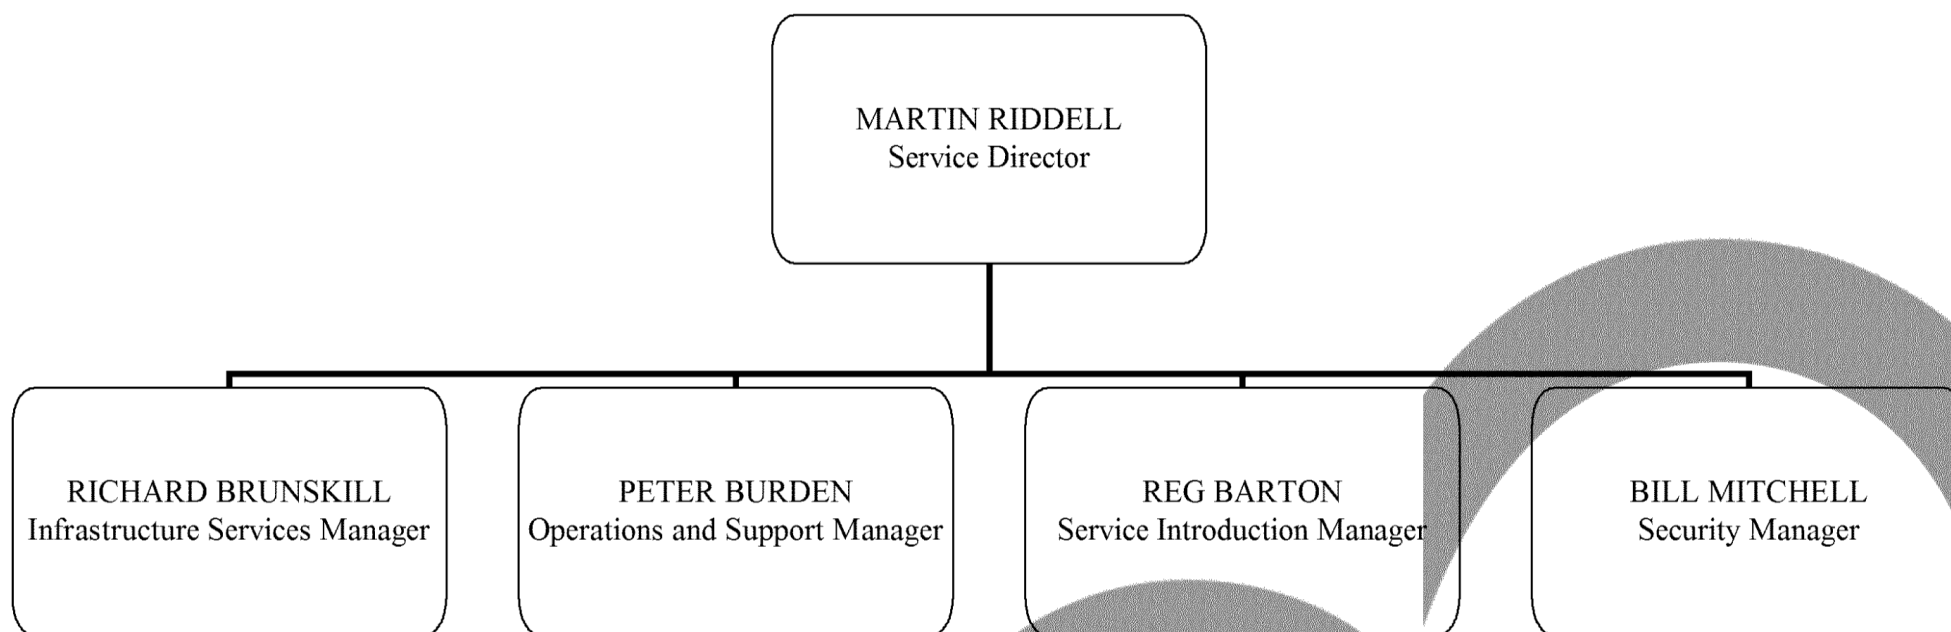 MARTIN RIDDELL
Service Director
RICHARD BRUNSKILL
Infrastructure Services Manager
PETER BURDEN
Operations and Support Manager
REG BARTON
Service Introduction Manager
BILL MITCHELL
Security Manager